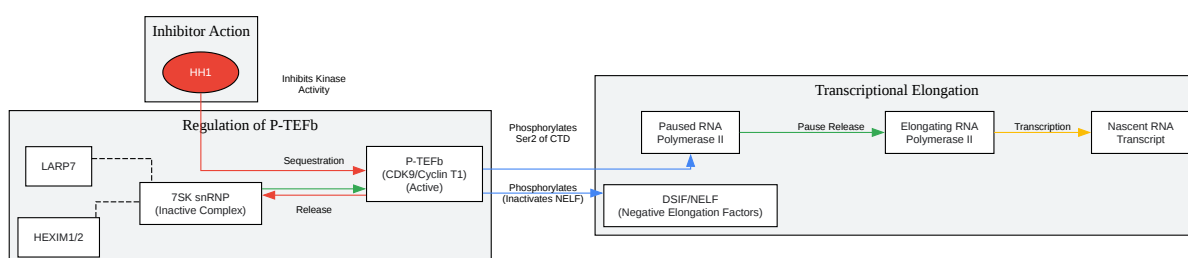 Inhibitor Action
HH1
Inhibits Kinase
Activity
Regulation of P-TEFb
LARP7
HEXIM1/2
7SK snRNP
(Inactive Complex)
Sequestration
Release
P-TEFb
(CDK9/Cyclin T1)
(Active)
Phosphorylates
Ser2 of CTD
Phosphorylates
(Inactivates NELF)
Transcriptional Elongation
Paused RNA
Polymerase II
Pause Release
Elongating RNA
Polymerase II
Transcription
Nascent RNA
Transcript
DSIF/NELF
(Negative Elongation Factors)